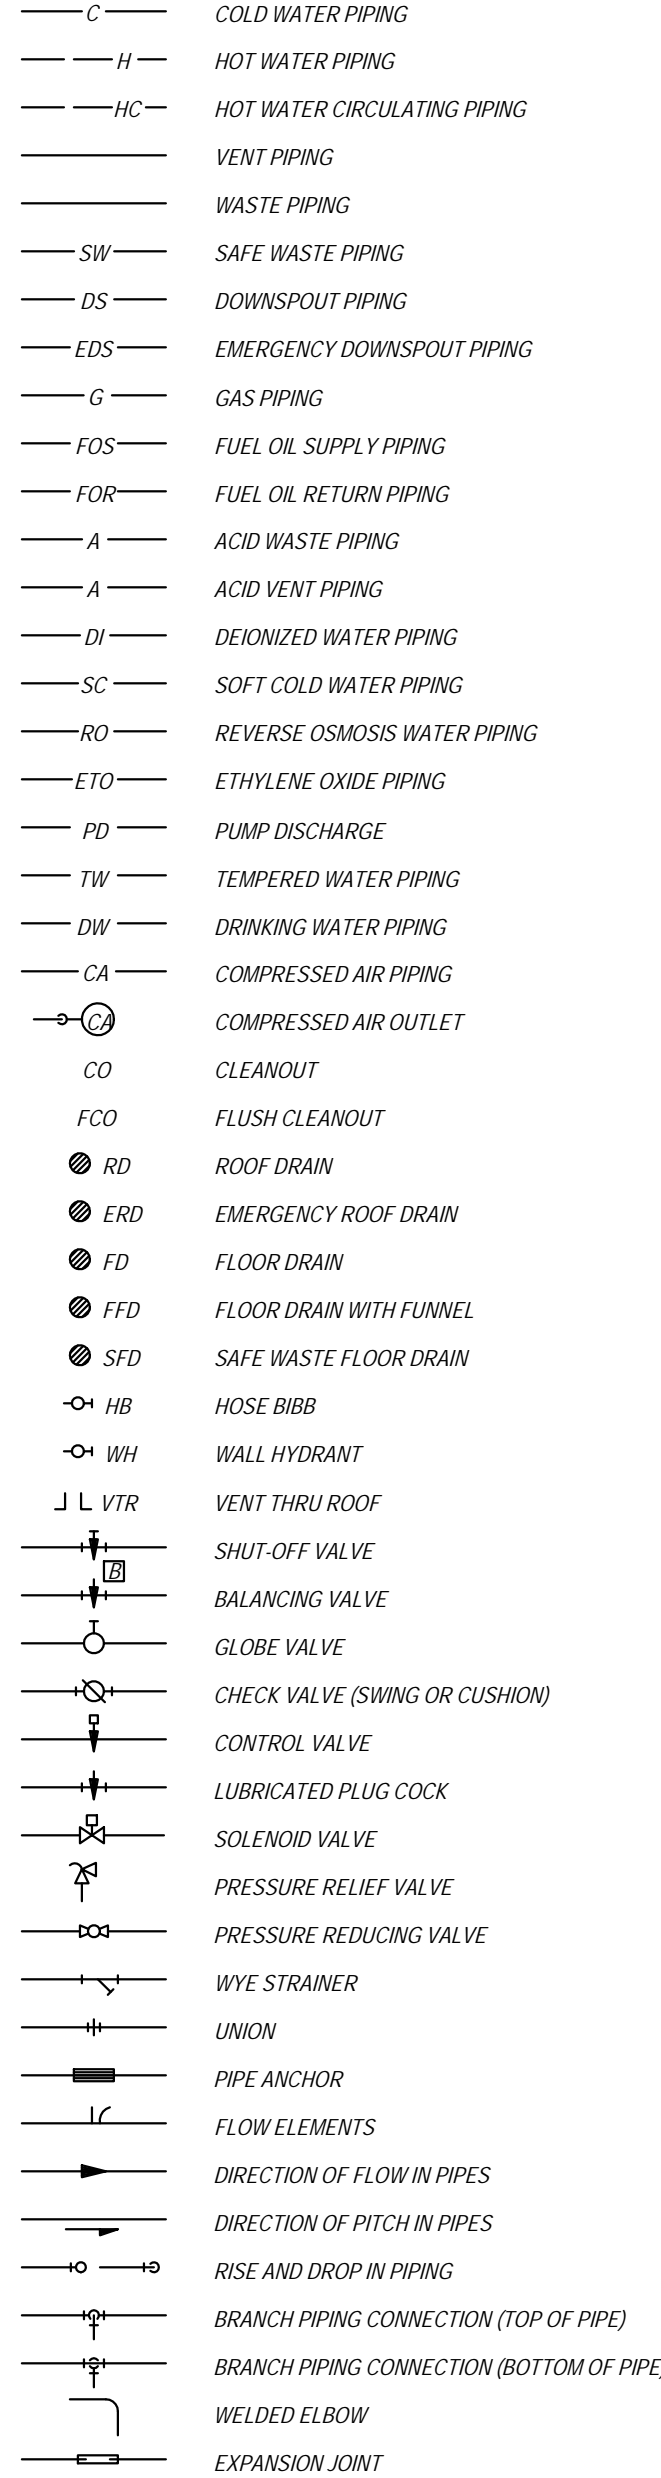 C COLD WATER PIPING
H HOT WATER PIPING
HC HOT WATER CIRCULATING PIPING
VENT PIPING
WASTE PIPING
SW SAFE WASTE PIPING
DS DOWNSPOUT PIPING
EDS EMERGENCY DOWNSPOUT PIPING
G GAS PIPING
FOS FUEL OIL SUPPLY PIPING
FOR FUEL OIL RETURN PIPING
A ACID WASTE PIPING
A ACID VENT PIPING
DI DEIONIZED WATER PIPING
SC SOFT COLD WATER PIPING
RO REVERSE OSMOSIS WATER PIPING
ETO ETHYLENE OXIDE PIPING
PD PUMP DISCHARGE
TW TEMPERED WATER PIPING
DW DRINKING WATER PIPING
CA COMPRESSED AIR PIPING
CA COMPRESSED AIR OUTLET
CO CLEANOUT
FCO FLUSH CLEANOUT
RD ROOF DRAIN
ERD EMERGENCY ROOF DRAIN
FD FLOOR DRAIN
FFD FLOOR DRAIN WITH FUNNEL
SFD SAFE WASTE FLOOR DRAIN
HB HOSE BIBB
WH WALL HYDRANT
VTR VENT THRU ROOF
SHUT-OFF VALVE
B
BALANCING VALVE
GLOBE VALVE
CHECK VALVE (SWING OR CUSHION)
CONTROL VALVE
LUBRICATED PLUG COCK
SOLENOID VALVE
PRESSURE RELIEF VALVE
PRESSURE REDUCING VALVE
WYE STRAINER
UNION
PIPE ANCHOR
FLOW ELEMENTS
DIRECTION OF FLOW IN PIPES
DIRECTION OF PITCH IN PIPES
RISE AND DROP IN PIPING
BRANCH PIPING CONNECTION (TOP OF PIPE)
BRANCH PIPING CONNECTION (BOTTOM OF PIPE)
WELDED ELBOW
EXPANSION JOINT